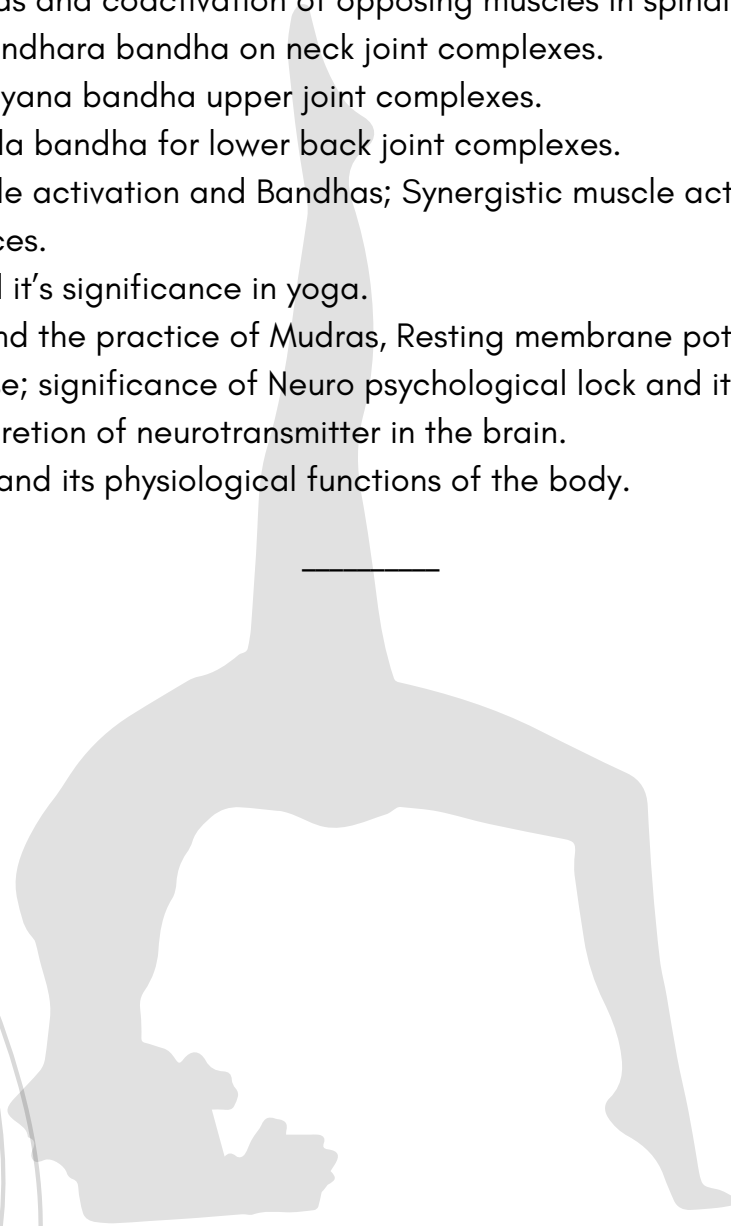 as and coactivation of opposing muscles in spinal
ndhara bandha on neck joint complexes.
yana bandha upper joint complexes.
la bandha for lower back joint complexes.
le activation and Bandhas; Synergistic muscle act
ces.
it's significance in yoga.
nd the practice of Mudras, Resting membrane pot
e; significance of Neuro psychological lock and it
retion of neurotransmitter in the brain.
and its physiological functions of the body.